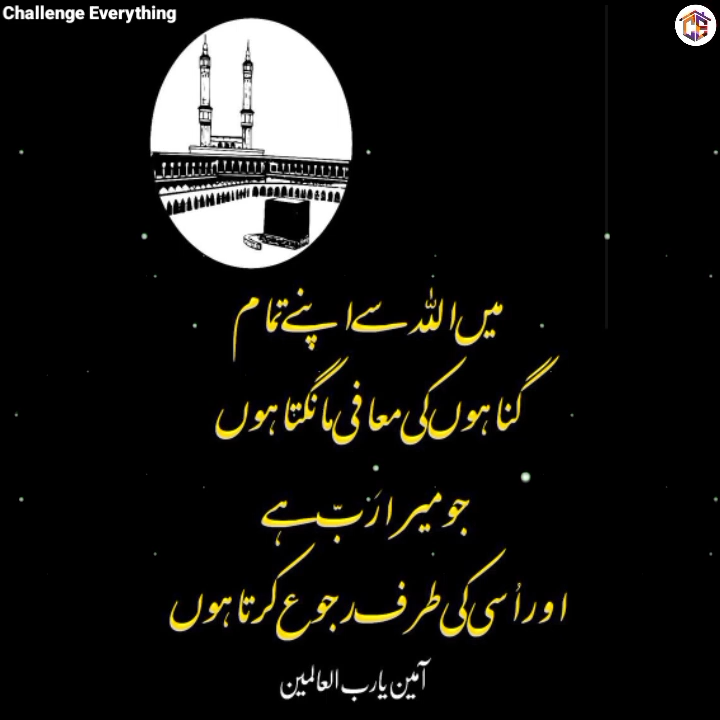 Challenge Everything
میں اللہ سے اپنے تمام
گناہوں کی معافی مانگتا ہوں
جو میرا رَبّ ہے
اور اُسی کی طرف رجوع کرتا ہوں
آمین یارب العالمین